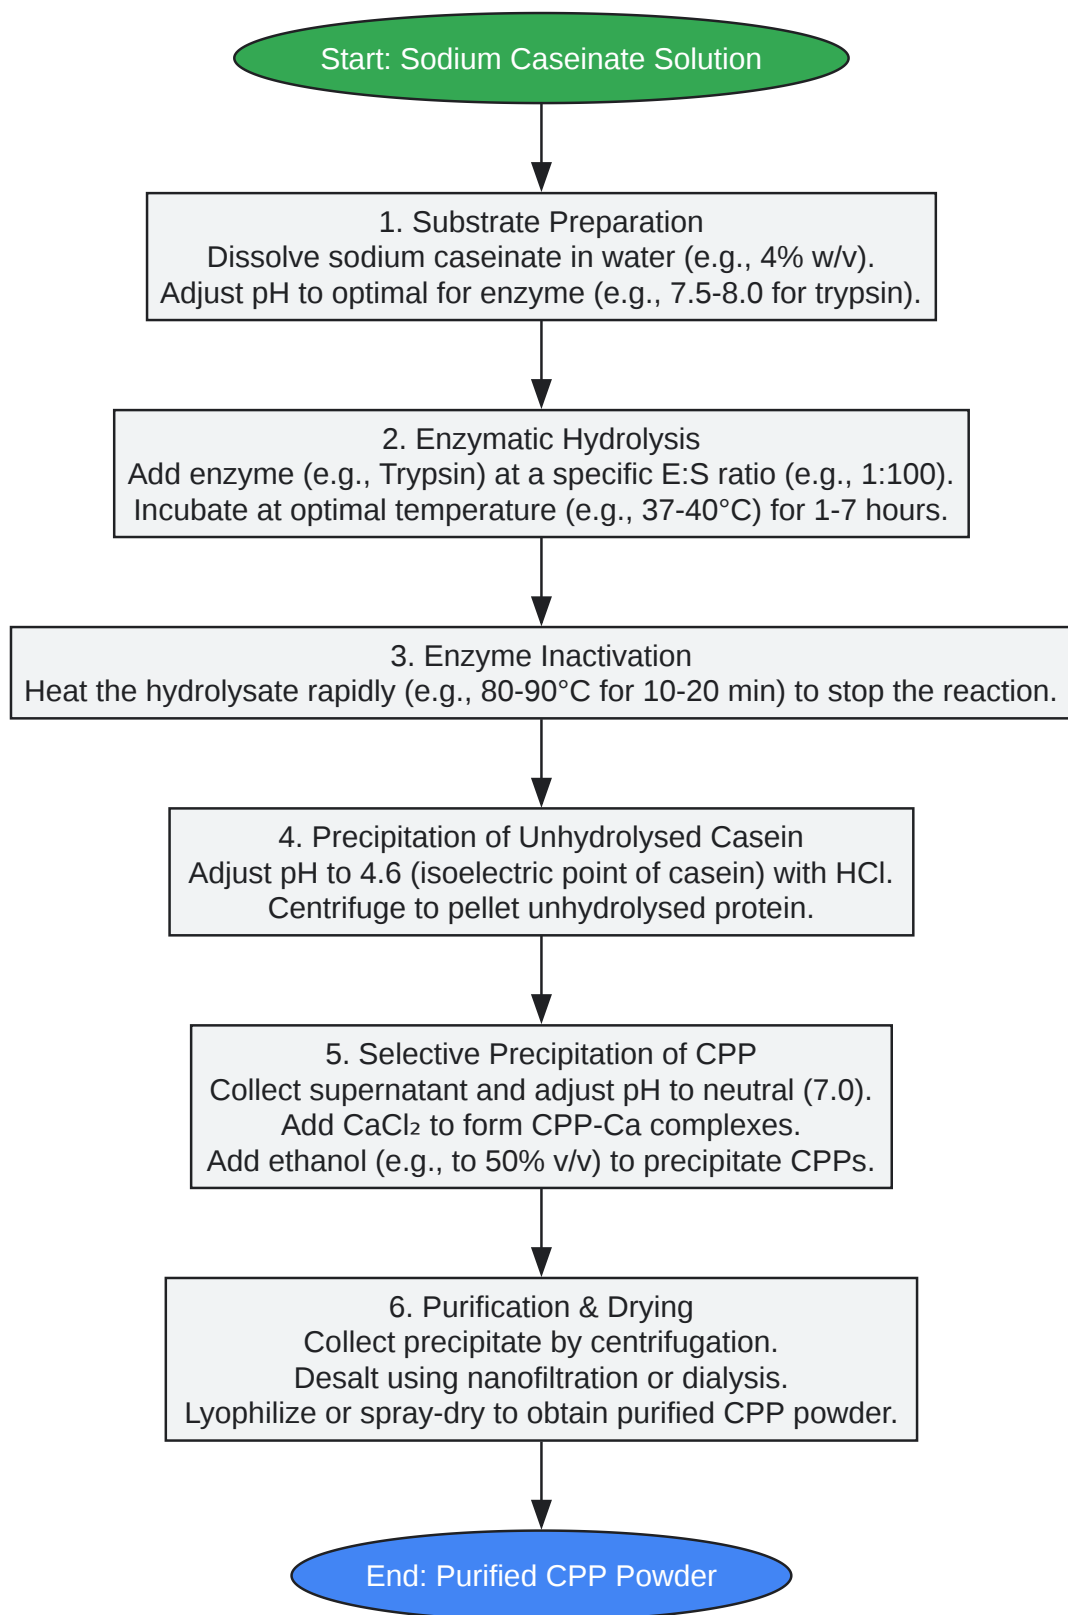 Start: Sodium Caseinate Solution
1. Substrate Preparation
Dissolve sodium caseinate in water (e.g., 4% w/v).
Adjust pH to optimal for enzyme (e.g., 7.5-8.0 for trypsin).
2. Enzymatic Hydrolysis
Add enzyme (e.g., Trypsin) at a specific E:S ratio (e.g., 1:100).
Incubate at optimal temperature (e.g., 37-40°C) for 1-7 hours.
3. Enzyme Inactivation
Heat the hydrolysate rapidly (e.g., 80-90°C for 10-20 min) to stop the reaction.
4. Precipitation of Unhydrolysed Casein
Adjust pH to 4.6 (isoelectric point of casein) with HCl.
Centrifuge to pellet unhydrolysed protein.
5. Selective Precipitation of CPP
Collect supernatant and adjust pH to neutral (7.0).
Add CaCl₂ to form CPP-Ca complexes.
Add ethanol (e.g., to 50% v/v) to precipitate CPPs.
6. Purification & Drying
Collect precipitate by centrifugation.
Desalt using nanofiltration or dialysis.
Lyophilize or spray-dry to obtain purified CPP powder.
End: Purified CPP Powder